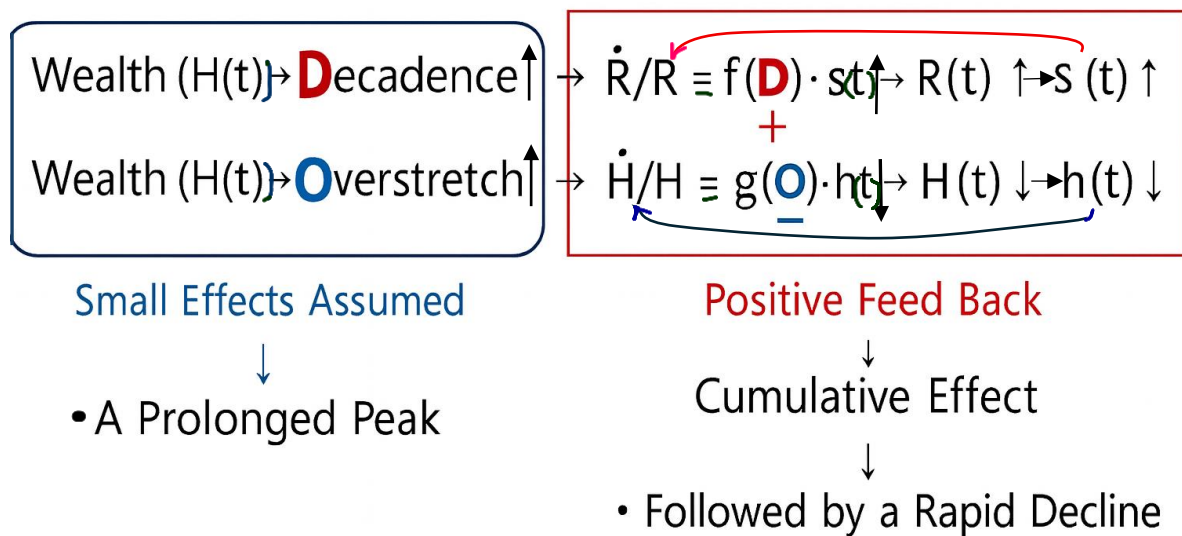 Wealth (H(t)) → Decadence ↑ → Ṙ/R ≡ f(D) · s(t) ↑ → R(t) ↑ → s (t) ↑
+
Wealth (H(t)) → Overstretch ↑ → Ḣ/H ≡ g(O) · h(t) ↓ → H (t) ↓ → h(t) ↓
−
Small Effects Assumed
↓
• A Prolonged Peak
Positive Feed Back
↓
Cumulative Effect
↓
• Followed by a Rapid Decline